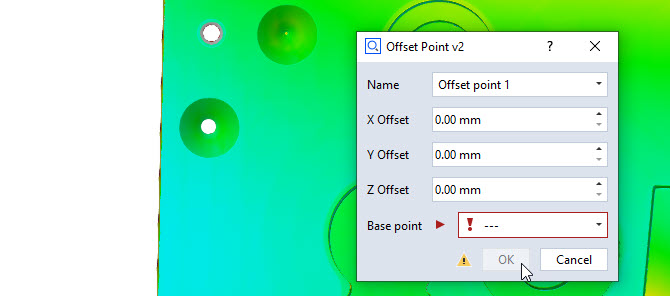 Offset Point v2 ?
Name Offset point 1
X Offset 0.00 mm
Y Offset 0.00 mm
Z Offset 0.00 mm
Base point ---
OK Cancel